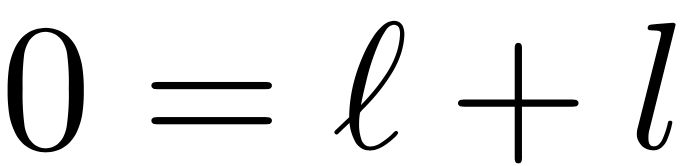 0 = ℓ + l